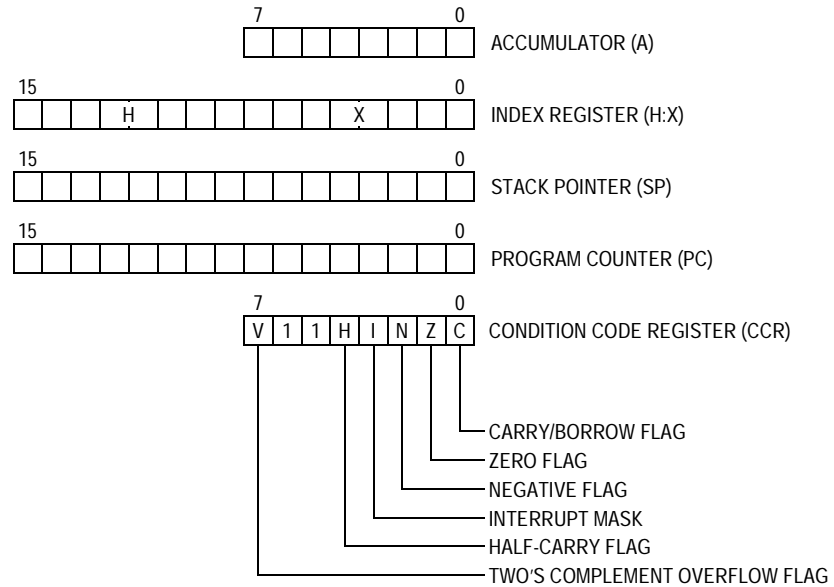 7 0
ACCUMULATOR (A)
15 0
H X INDEX REGISTER (H:X)
15 0
STACK POINTER (SP)
15 0
PROGRAM COUNTER (PC)
7 0
V 1 1 H I N Z C CONDITION CODE REGISTER (CCR)
CARRY/BORROW FLAG
ZERO FLAG
NEGATIVE FLAG
INTERRUPT MASK
HALF-CARRY FLAG
TWO'S COMPLEMENT OVERFLOW FLAG